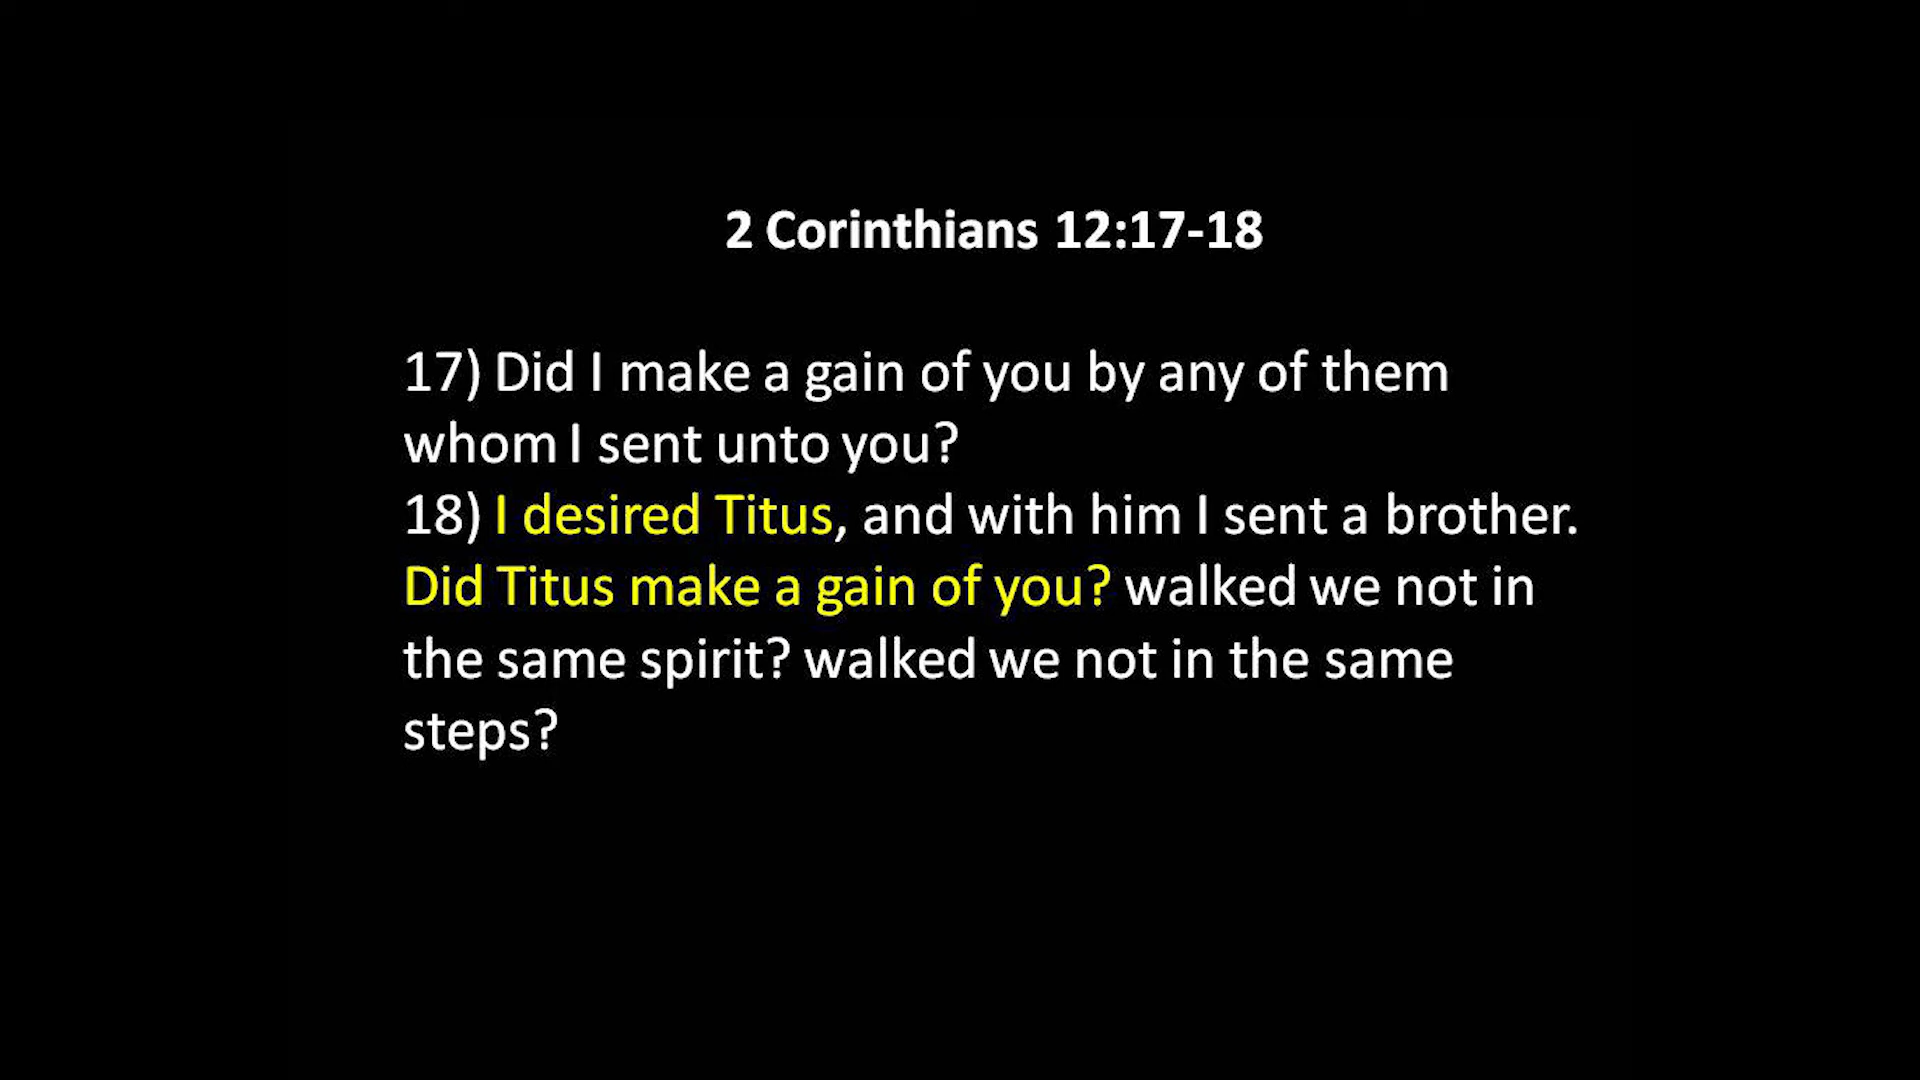 2 Corinthians 12:17-18
17) Did I make a gain of you by any of them
whom I sent unto you?
18) I desired Titus, and with him I sent a brother.
Did Titus make a gain of you? walked we not in
the same spirit? walked we not in the same
steps?